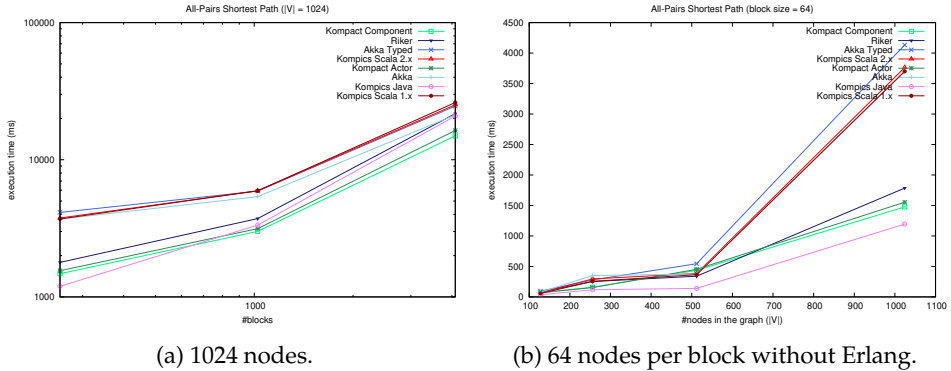 All-Pairs Shortest Path (|V| = 1024)
100000
10000
1000
execution time (ms)
Kompact Component
Riker
Akka Typed
Kompics Scala 2.x
Kompact Actor
Akka
Kompics Java
Kompics Scala 1.x
1000
#blocks
(a) 1024 nodes.
All-Pairs Shortest Path (block size = 64)
4500
4000
3500
3000
2500
2000
1500
1000
500
0
execution time (ms)
Kompact Component
Riker
Akka Typed
Kompics Scala 2.x
Kompact Actor
Akka
Kompics Java
Kompics Scala 1.x
100 200 300 400 500 600 700 800 900 1000 1100
#nodes in the graph (|V|)
(b) 64 nodes per block without Erlang.